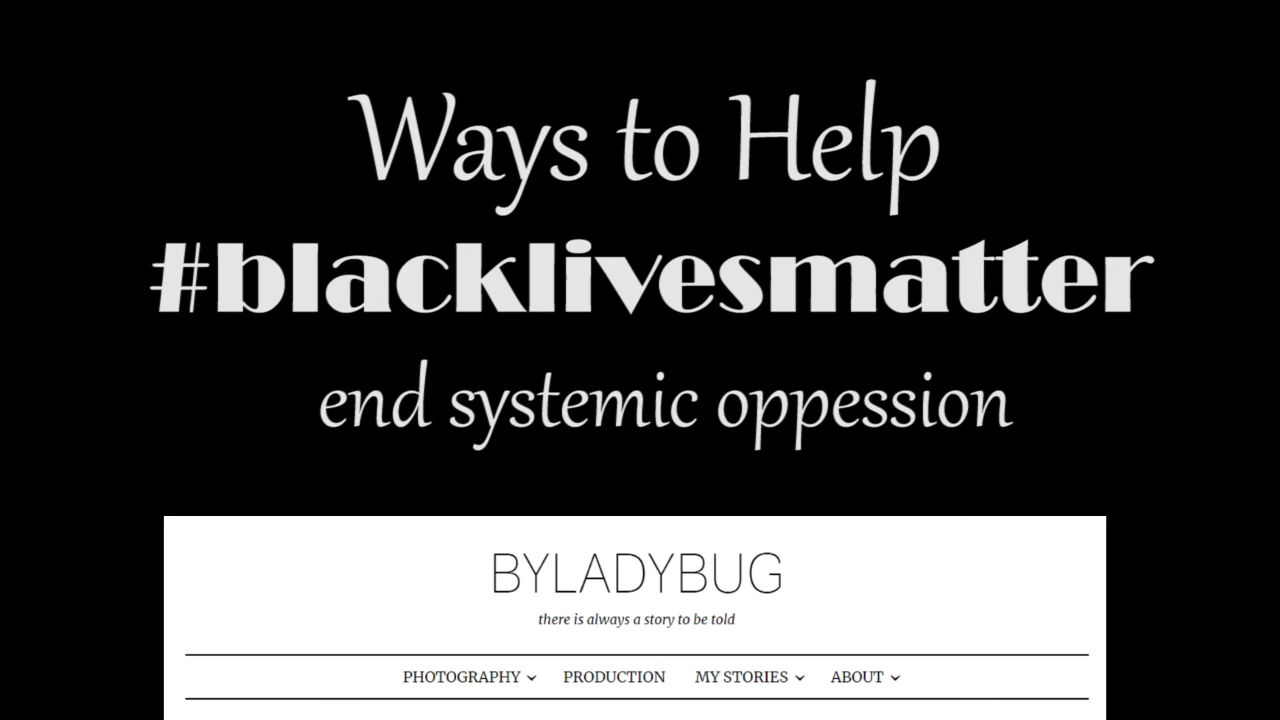 Ways to Help
#blacklivesmatter
end systemic oppession
BYLADYBUG
there is always a story to be told
PHOTOGRAPHY PRODUCTION MY STORIES ABOUT